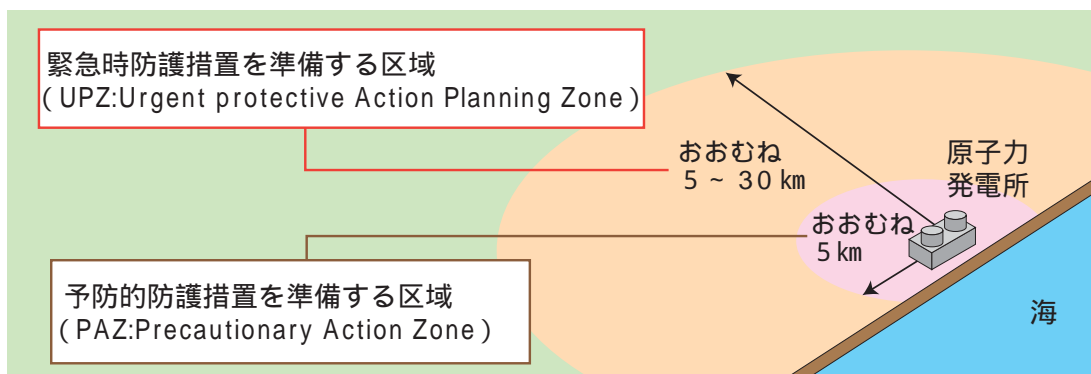 緊急時防護措置を準備する区域
（UPZ:Urgent protective Action Planning Zone）
おおむね
5 ~ 30 km
原子力
発電所
おおむね
5 km
予防的防護措置を準備する区域
（PAZ:Precautionary Action Zone）
海